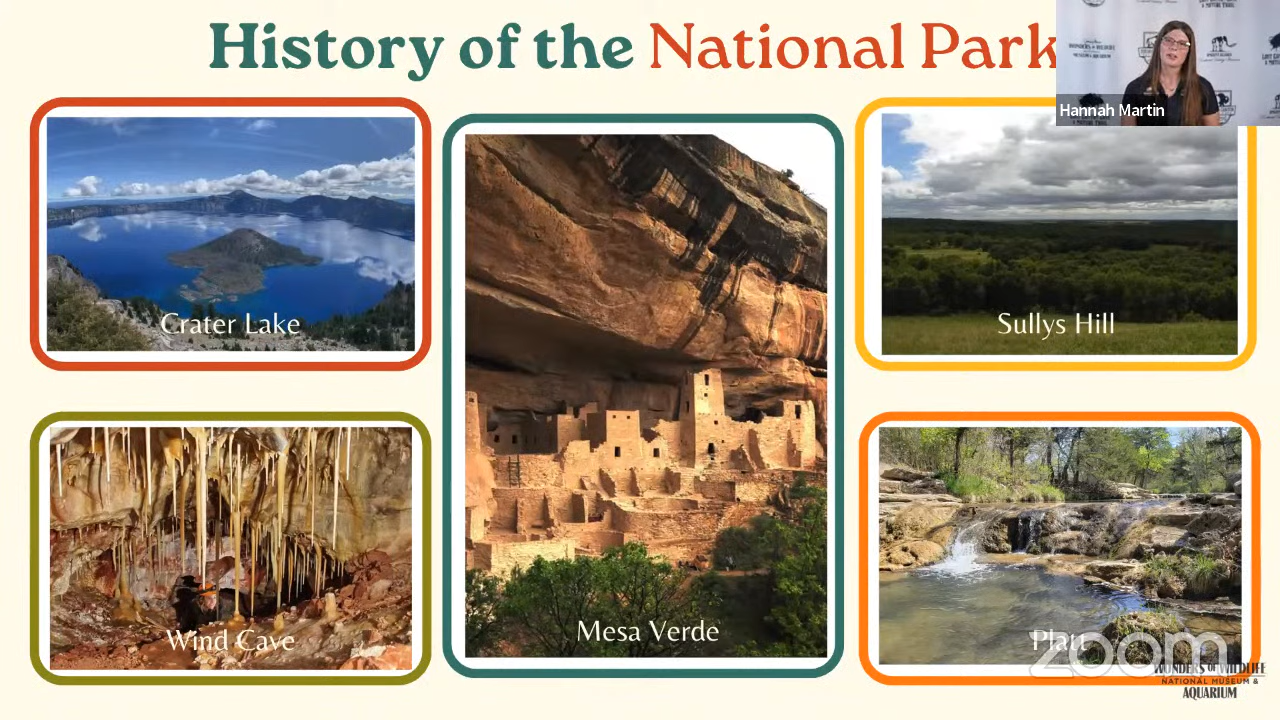 History of the National Park
Hannah Martin
Crater Lake
Sullys Hill
Wind Cave
Mesa Verde
Platt
zoom
WONDERS OF WILDLIFE
NATIONAL MUSEUM &
AQUARIUM